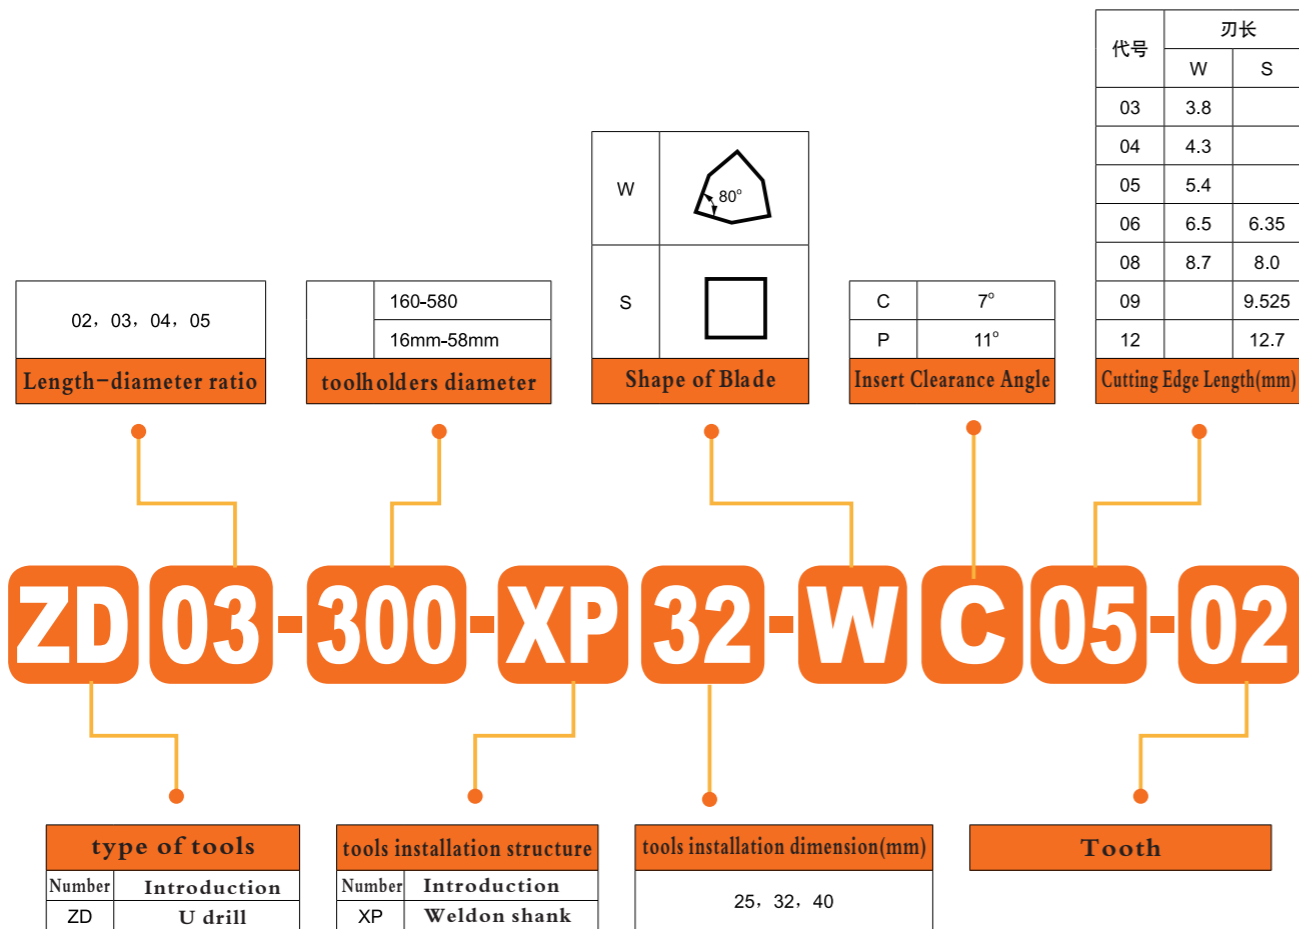 代号 刃长
W S
03 3.8
04 4.3
05 5.4
06 6.5 6.35
08 8.7 8.0
09 9.525
12 12.7
Cutting Edge Length(mm)
W 80°
S
Shape of Blade
02，03，04，05
Length-diameter ratio
160-580
16mm-58mm
toolholders diameter
C 7°
P 11°
Insert Clearance Angle
ZD 03-300-XP 32-W C 05-02
type of tools
Number Introduction
ZD U drill
tools installation structure
Number Introduction
XP Weldon shank
tools installation dimension(mm)
25，32，40
Tooth